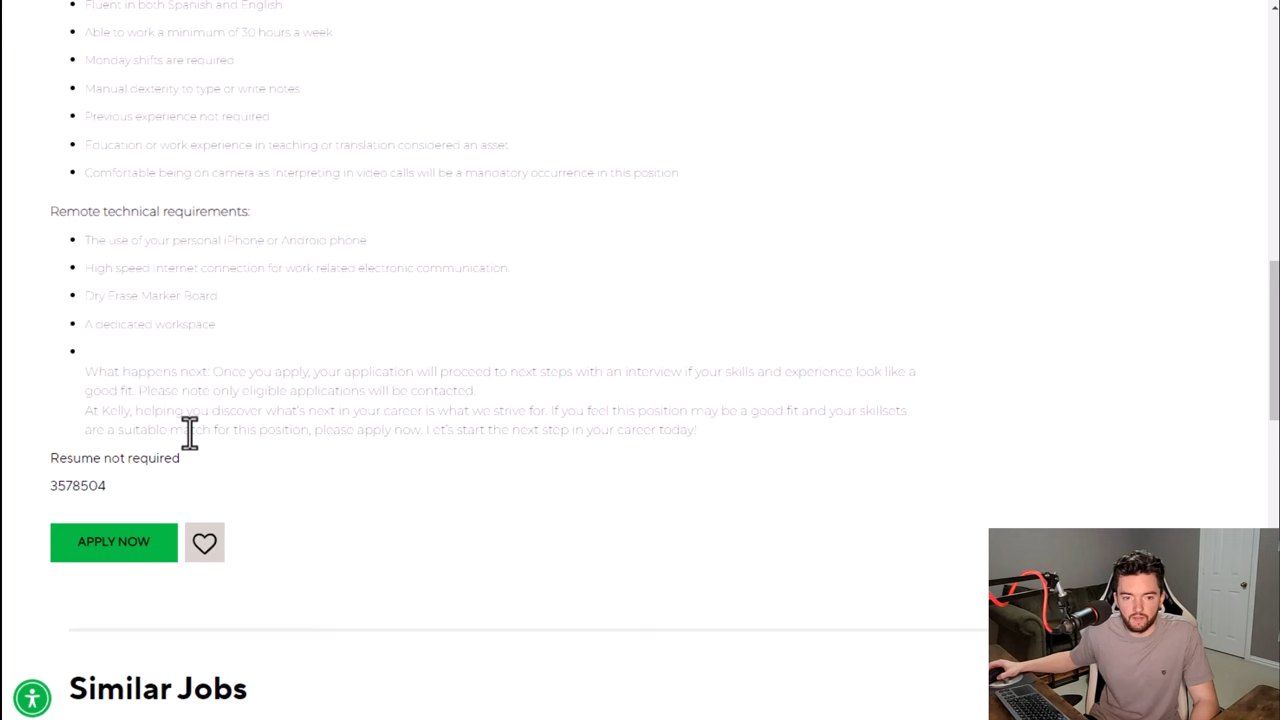 Fluent in both Spanish and English
Able to work a minimum of 30 hours a week
Monday shifts are required
Manual dexterity to type or write notes
Previous experience not required
Education or work experience in teaching or translation considered an asset
Comfortable being on camera as interpreting in video calls will be a mandatory occurrence in this position
Remote technical requirements:
The use of your personal iPhone or Android phone
High speed Internet connection for work related electronic communication.
Dry Erase Marker Board
A dedicated workspace
What happens next: Once you apply, your application will proceed to next steps with an interview if your skills and experience look like a
good fit. Please note only eligible applications will be contacted.
At Kelly, helping you discover what's next in your career is what we strive for. If you feel this position may be a good fit and your skillsets
are a suitable match for this position, please apply now. Let's start the next step in your career today!
Resume not required
3578504
APPLY NOW
Similar Jobs